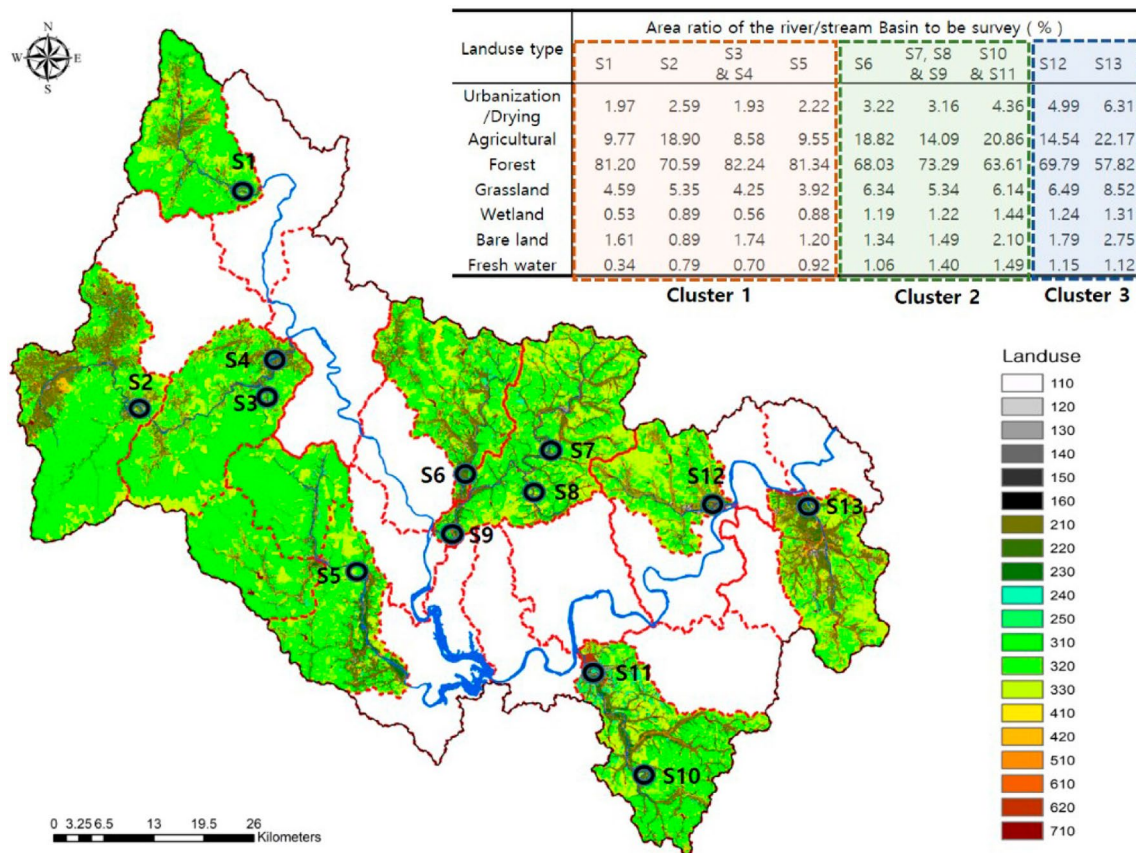 Area ratio of the river/stream Basin to be survey ( % )
Landuse type
S1 S2 S3 & S4 S5 S6 S7, S8 & S9 S10 & S11 S12 S13
Urbanization /Drying 1.97 2.59 1.93 2.22 3.22 3.16 4.36 4.99 6.31
Agricultural 9.77 18.90 8.58 9.55 18.82 14.09 20.86 14.54 22.17
Forest 81.20 70.59 82.24 81.34 68.03 73.29 63.61 69.79 57.82
Grassland 4.59 5.35 4.25 3.92 6.34 5.34 6.14 6.49 8.52
Wetland 0.53 0.89 0.56 0.88 1.19 1.22 1.44 1.24 1.31
Bare land 1.61 0.89 1.74 1.20 1.34 1.49 2.10 1.79 2.75
Fresh water 0.34 0.79 0.70 0.92 1.06 1.40 1.49 1.15 1.12
Cluster 1 Cluster 2 Cluster 3
N
W E
S
S1
S4
S2
S3
S7
S6
S8
S12
S13
S9
S5
S11
S10
Landuse
110
120
130
140
150
160
210
220
230
240
250
310
320
330
410
420
510
610
620
710
0 3.25 6.5 13 19.5 26
Kilometers